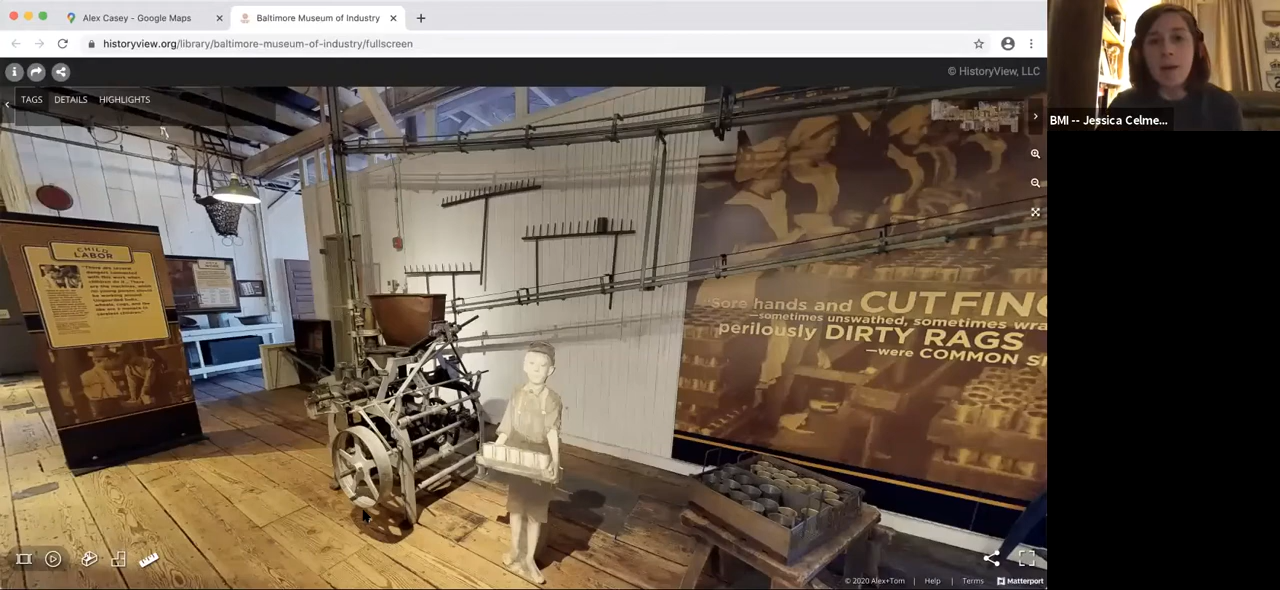 Alex Casey - Google Maps
Baltimore Museum of Industry
historyview.org/library/baltimore-museum-of-industry/fullscreen
© HistoryView, LLC
TAGS DETAILS HIGHLIGHTS
BMI -- Jessica Celme...
CHILD
LABOR
"Sore hands and CUT FING
—sometimes unswathed, sometimes wra
perilously DIRTY RAGS
—were COMMON S
© 2020 Alex+Tom | Help | Terms Matterport